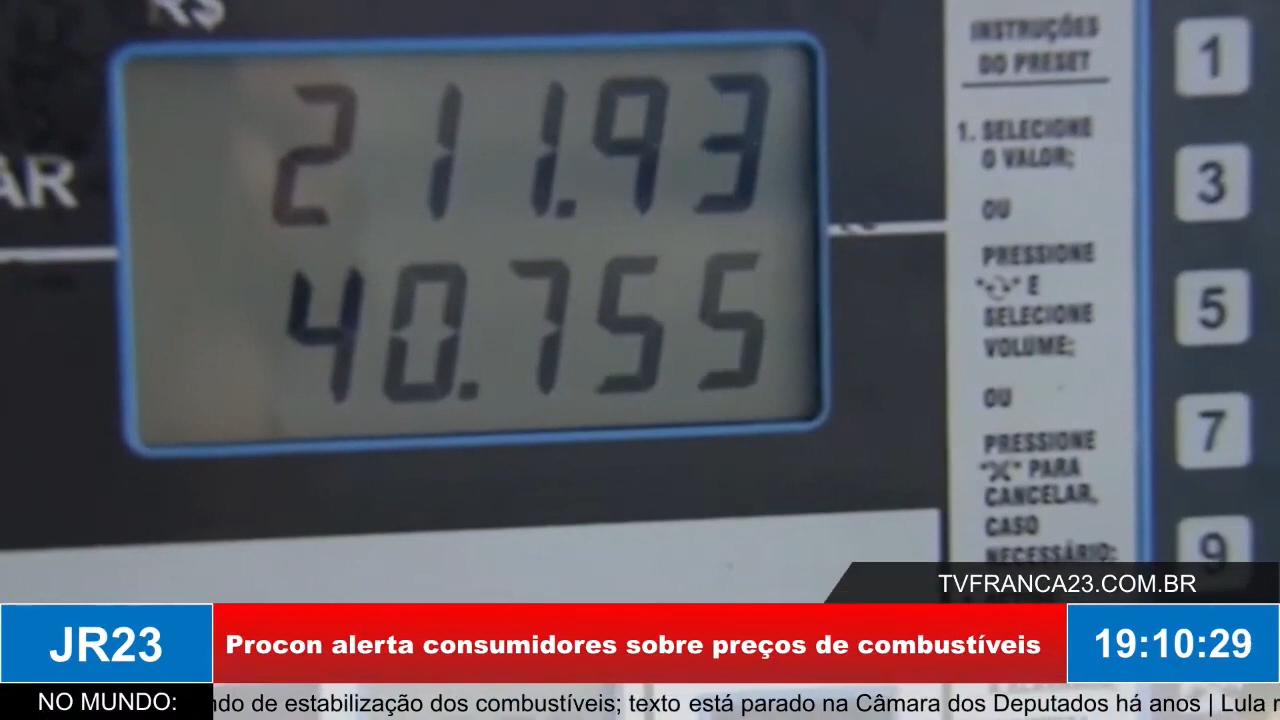 R$
211.93
AR
40.755
INSTRUÇÕES
DO PRESET
1. SELECIONE
O VALOR;
OU
PRESSIONE
E
SELECIONE
VOLUME;
OU
PRESSIONE
PARA
CANCELAR,
CASO
NECESSÁRIO;
1
3
5
7
9
TVFRANCA23.COM.BR
JR23
Procon alerta consumidores sobre preços de combustíveis
19:10:29
NO MUNDO: ndo de estabilização dos combustíveis; texto está parado na Câmara dos Deputados há anos | Lula